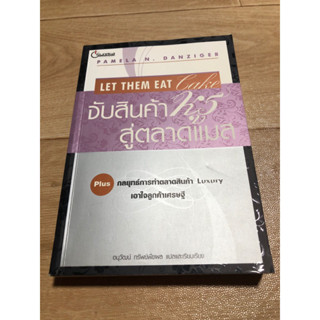 PAMELA N. DANZIGER
LET THEM EAT Cake
จับสินค้าหรู
สู่ตลาดแมส
Plus กลยุทธ์การทำตลาดสินค้า Luxury
เอาใจลูกค้าเศรษฐี